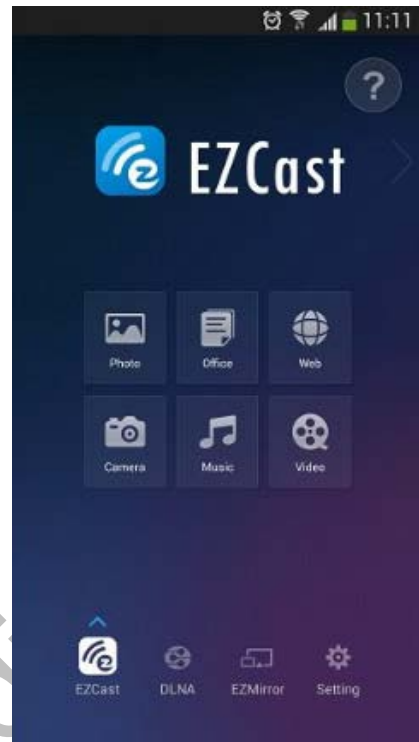 11:11
?
EZCast
Photo Office Web
Camera Music Video
EZCast DLNA EZMirror Setting